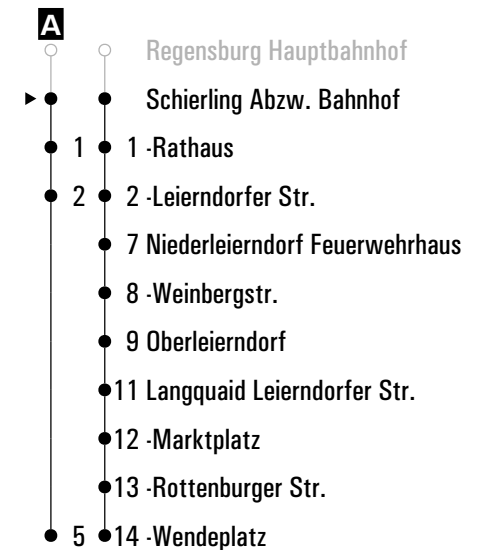 A
Regensburg Hauptbahnhof
Schierling Abzw. Bahnhof
1 1 -Rathaus
2 2 -Leierndorfer Str.
7 Niederleierndorf Feuerwehrhaus
8 -Weinbergstr.
9 Oberleierndorf
11 Langquaid Leierndorfer Str.
12 -Marktplatz
13 -Rottenburger Str.
5 14 -Wendeplatz